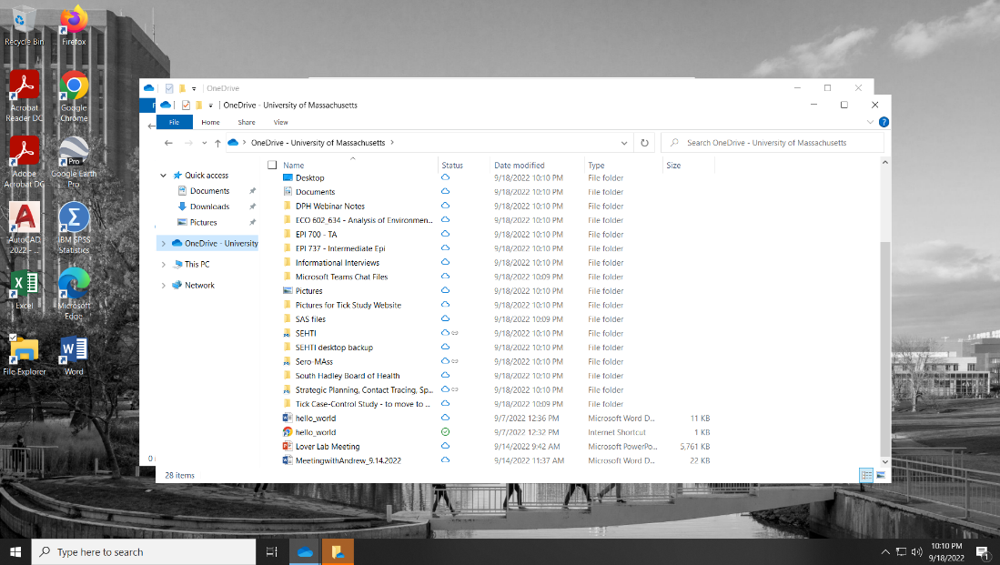 Recycle Bin
Firefox
Acrobat Reader DC
Google Chrome
Adobe Acrobat DC
Google Earth Pro
AutoCAD 2022 - ...
IBM SPSS Statistics
Excel
Microsoft Edge
File Explorer
Word
OneDrive
OneDrive - University of Massachusetts
File Home Share View
OneDrive - University of Massachusetts
Search OneDrive - University of Massachusetts
Quick access
Documents
Downloads
Pictures
OneDrive - University
This PC
Network
Name Status Date modified Type Size
Desktop 9/18/2022 10:10 PM File folder
Documents 9/18/2022 10:10 PM File folder
DPH Webinar Notes 9/18/2022 10:10 PM File folder
ECO 602_634 - Analysis of Environmen... 9/18/2022 10:10 PM File folder
EPI 700 - TA 9/18/2022 10:10 PM File folder
EPI 737 - Intermediate Epi 9/18/2022 10:10 PM File folder
Informational Interviews 9/18/2022 10:10 PM File folder
Microsoft Teams Chat Files 9/18/2022 10:09 PM File folder
Pictures 9/18/2022 10:10 PM File folder
Pictures for Tick Study Website 9/18/2022 10:10 PM File folder
SAS files 9/18/2022 10:09 PM File folder
SEHTI 9/18/2022 10:10 PM File folder
SEHTI desktop backup 9/18/2022 10:10 PM File folder
Sero-MAss 9/18/2022 10:10 PM File folder
South Hadley Board of Health 9/18/2022 10:10 PM File folder
Strategic Planning, Contact Tracing, Sp... 9/18/2022 10:10 PM File folder
Tick Case-Control Study - to move to ... 9/18/2022 10:09 PM File folder
hello_world 9/7/2022 12:36 PM Microsoft Word D... 11 KB
hello_world 9/7/2022 12:32 PM Internet Shortcut 1 KB
Lover Lab Meeting 9/14/2022 9:42 AM Microsoft PowerPo... 5,761 KB
MeetingwithAndrew_9.14.2022 9/14/2022 11:37 AM Microsoft Word D... 22 KB
28 items
Type here to search
10:10 PM
9/18/2022
1